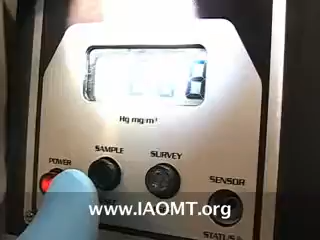 Hg mg·m³
SAMPLE
SURVEY
POWER
SENSOR
www.IAOMT.org
STATUS